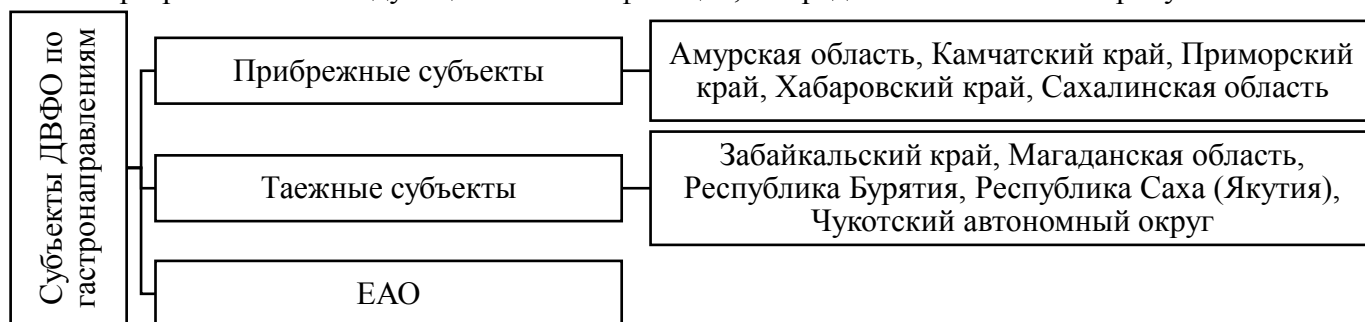 Субъекты ДВФО по
гастронаправлениям
Прибрежные субъекты
Амурская область, Камчатский край, Приморский
край, Хабаровский край, Сахалинская область
Таежные субъекты
Забайкальский край, Магаданская область,
Республика Бурятия, Республика Саха (Якутия),
Чукотский автономный округ
ЕАО